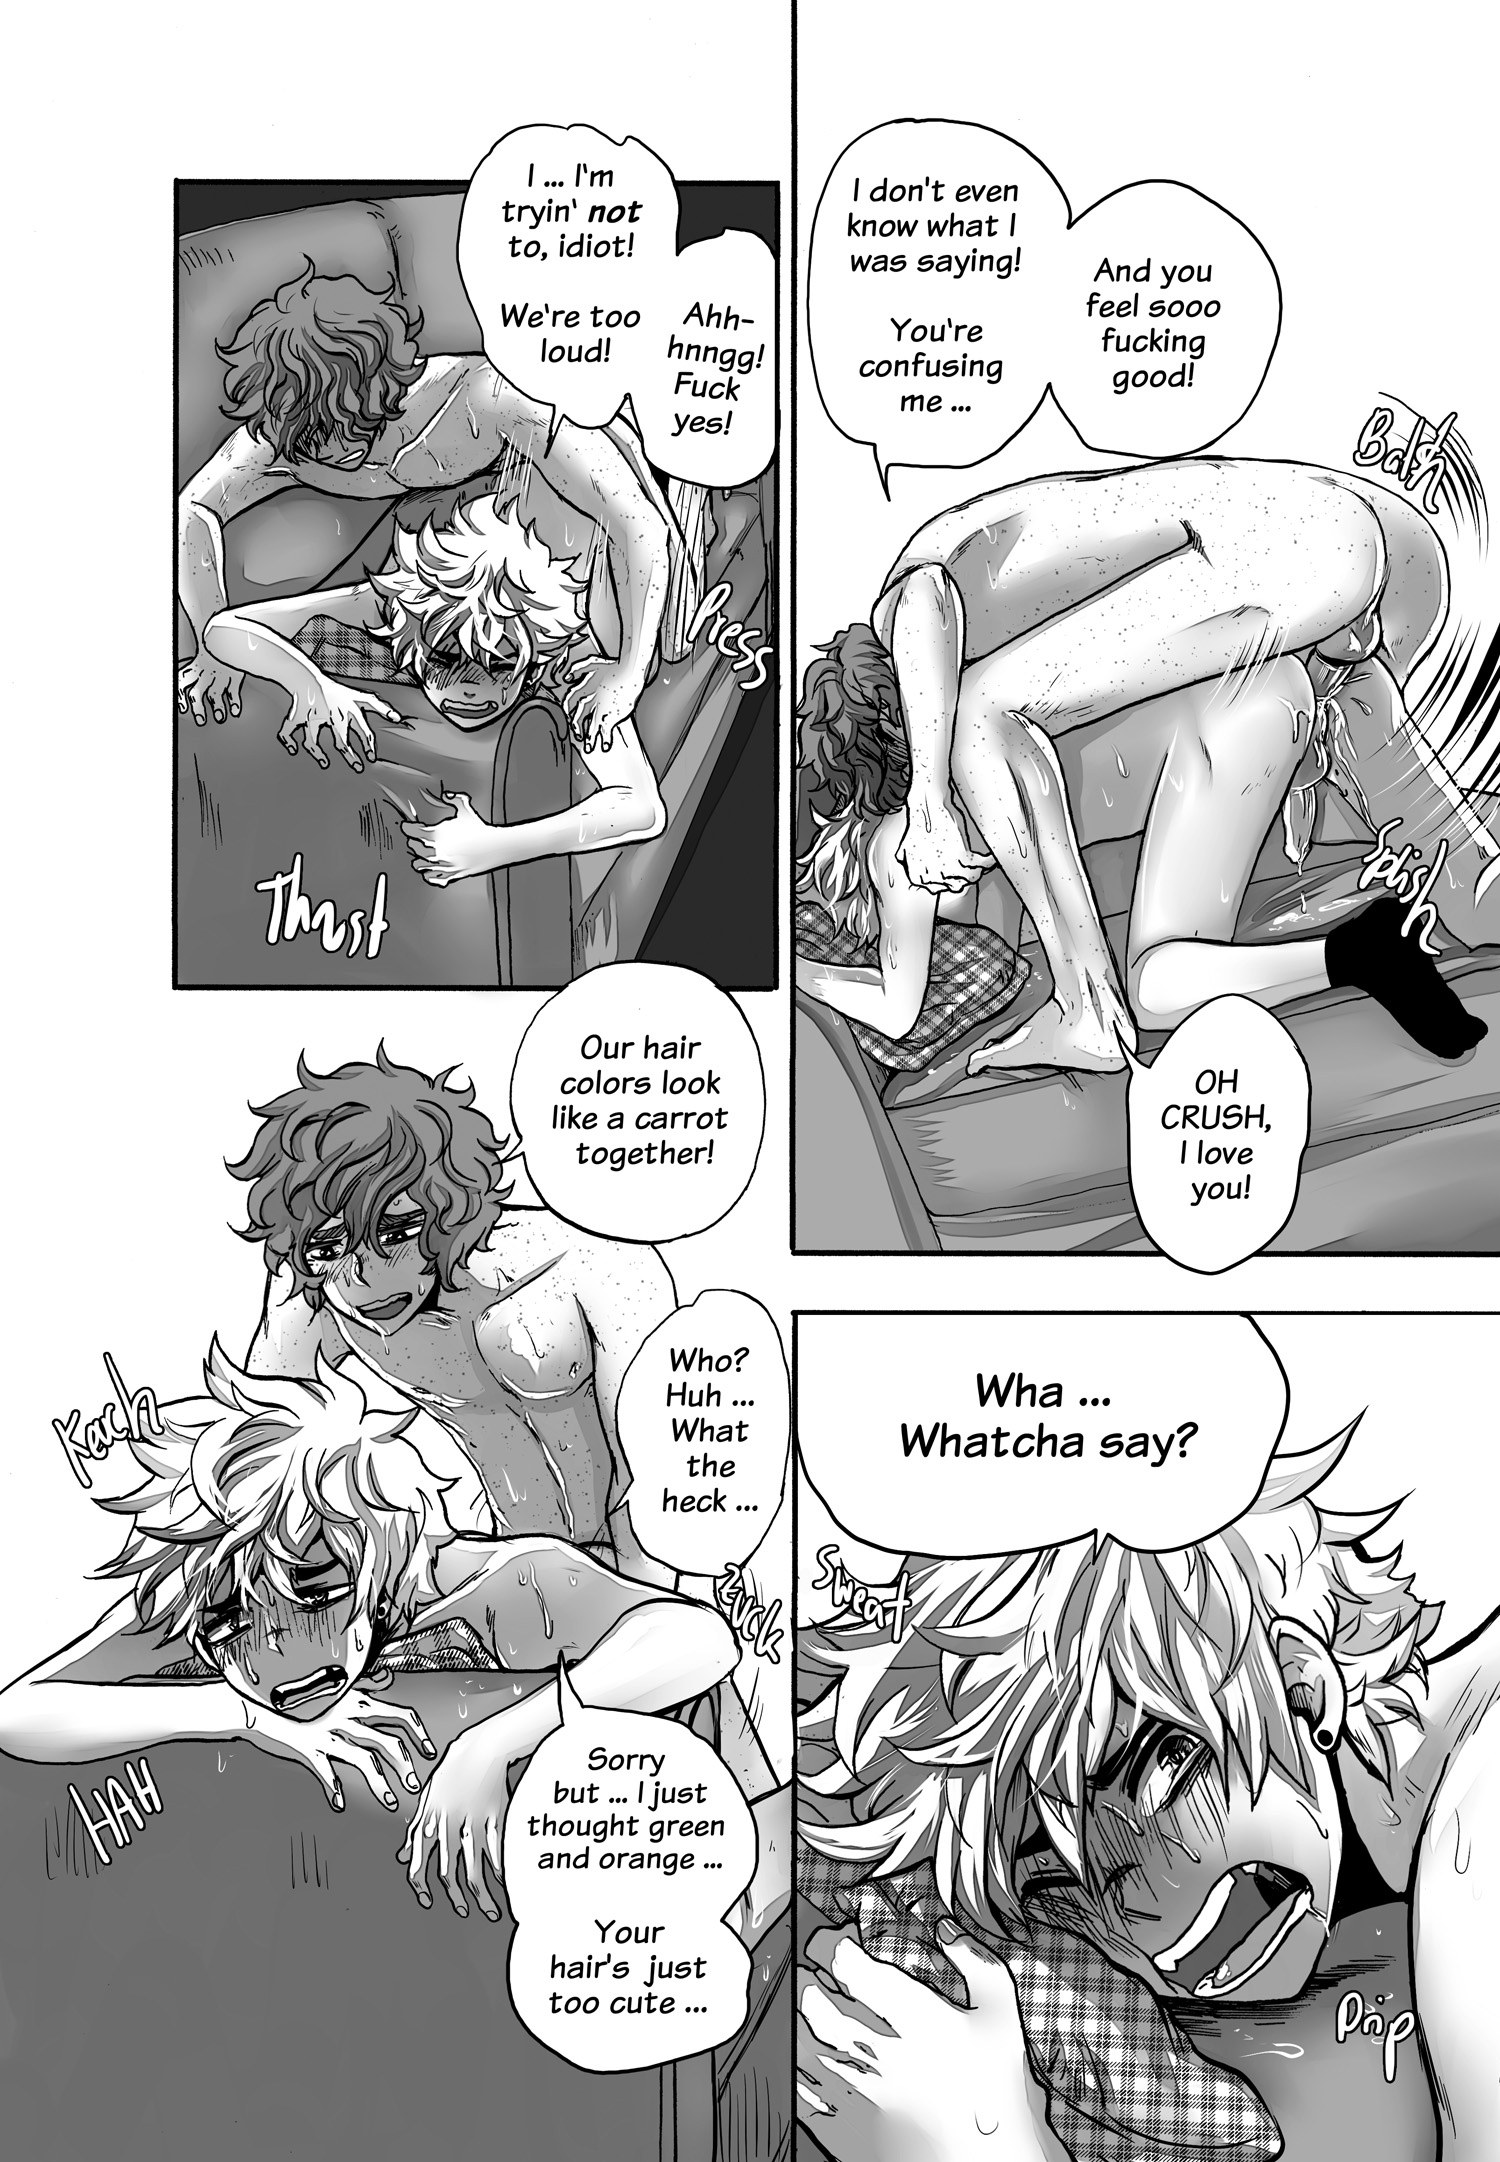 I ... I'm
tryin' not
to, idiot!
We're too
loud!
Ahh-
hnngg!
Fuck
yes!
Press
Thrust
I don't even
know what I
was saying!
You're
confusing
me ...
And you
feel sooo
fucking
good!
Splish
OH
CRUSH,
I love
you!
Our hair
colors look
like a carrot
together!
Who?
Huh ...
What
the
heck ...
Keuch
Zuck
HAH
Sorry
but ... I just
thought green
and orange ...
Your
hair's just
too cute ...
Wha ...
Whatcha say?
Sweat
Drip